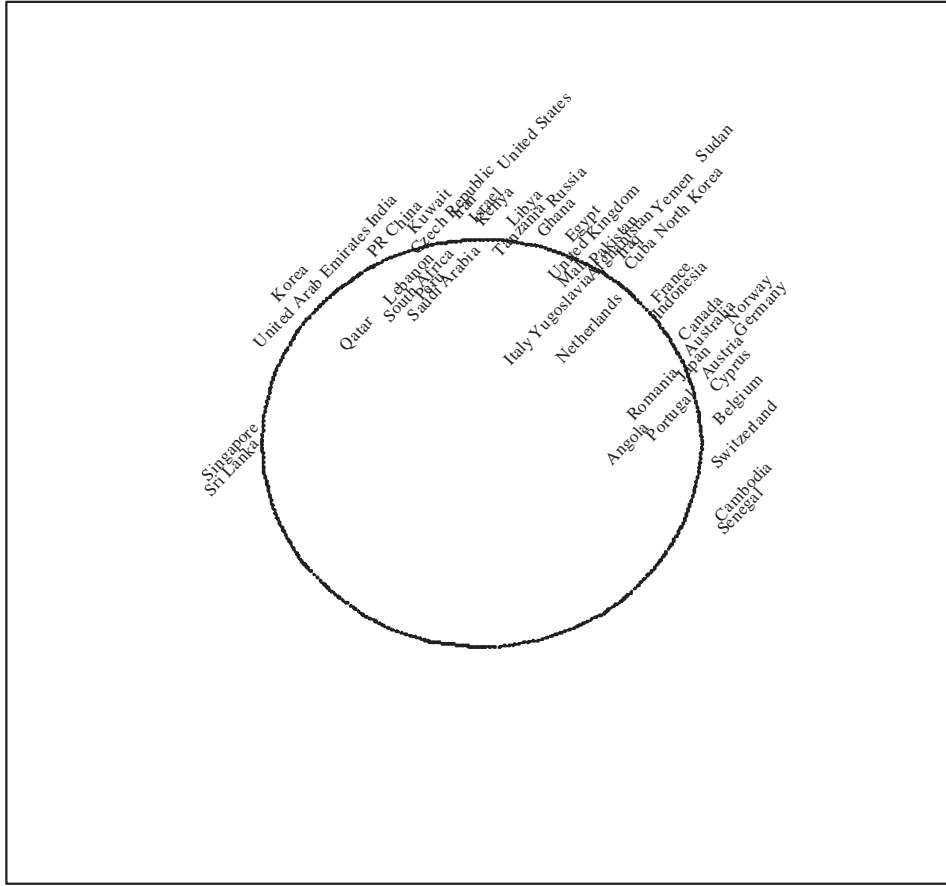 United States
Sudan
India
PR China
Kuwait
Czech Republic
Iran
Israel
Kenya
Libya
Tanzania
Russia
Ghana
Egypt
United Kingdom
Mali
Pakistan
Afghanistan
Yemen
Iraq
Cuba
North Korea
Korea
United Arab Emirates
Lebanon
South Africa
Peru
Saudi Arabia
Qatar
Italy
Yugoslavia
Netherlands
France
Indonesia
Canada
Australia
Norway
Germany
Japan
Austria
Cyprus
Romania
Portugal
Angola
Belgium
Switzerland
Singapore
Sri Lanka
Cambodia
Senegal